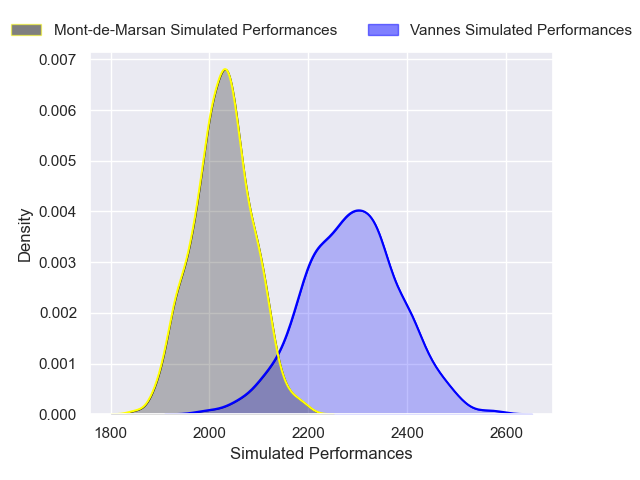 Mont-de-Marsan Simulated Performances Vannes Simulated Performances
0.007
0.006
0.005
0.004
0.003
0.002
0.001
0.000
Density
1800 2000 2200 2400 2600
Simulated Performances